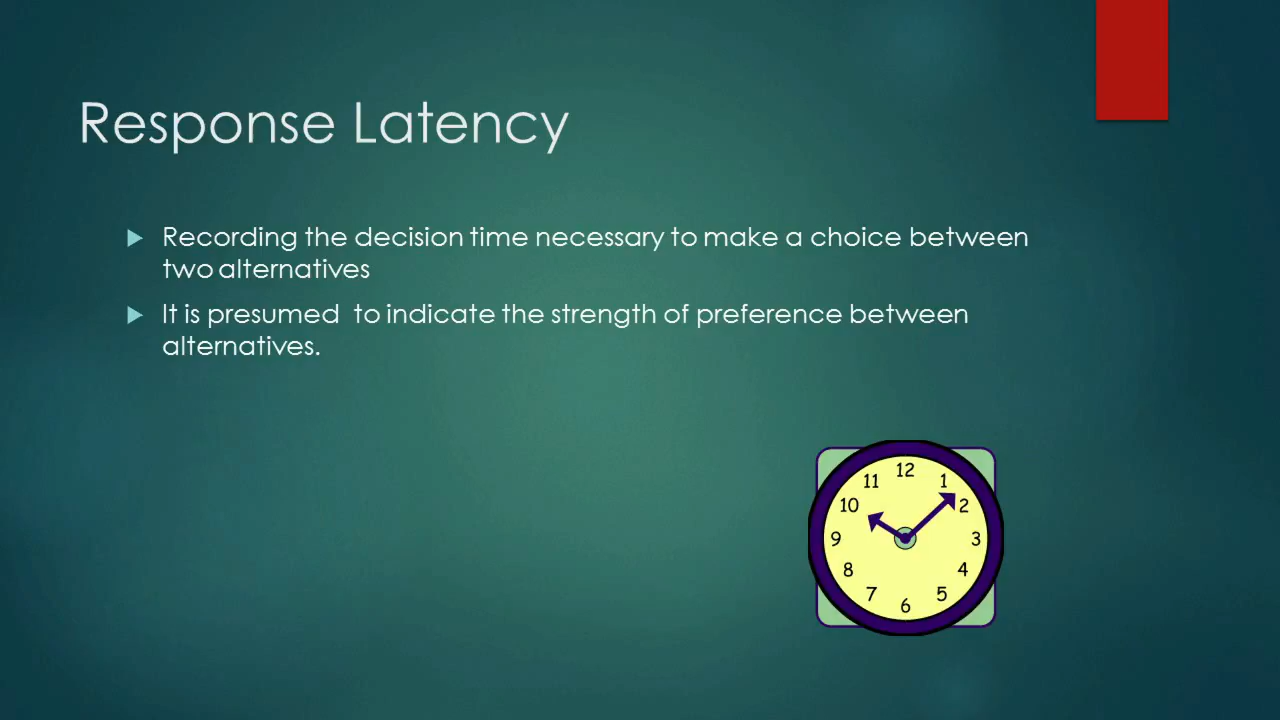 Response Latency
Recording the decision time necessary to make a choice between
two alternatives
It is presumed  to indicate the strength of preference between
alternatives.
12
11
1
10
2
9
3
8
4
7
5
6